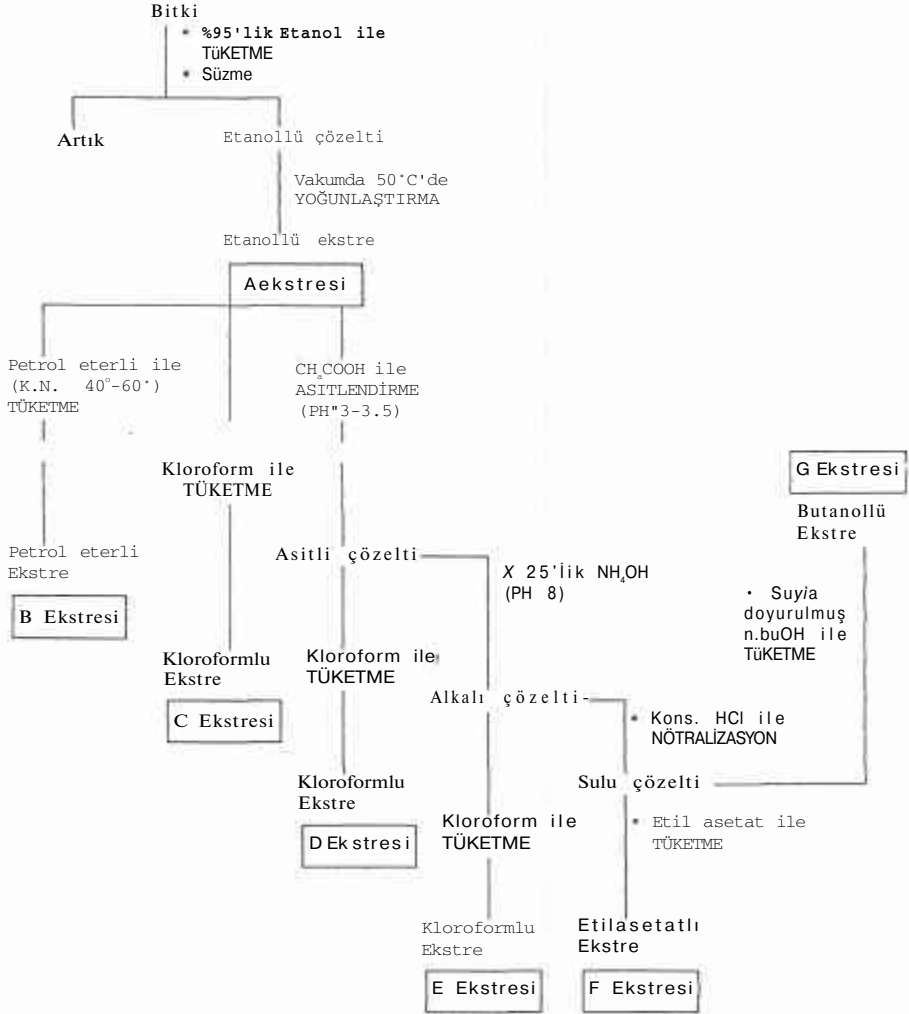 Bitki
• %95'lik Etanol ile
TüKETME
• Süzme
Artık
Etanollü çözelti
Vakumda 50°C'de
YOĞUNLAŞTIRMA
Etanollü ekstre
Aekstresi
Petrol eterli ile
(K.N. 40°-60°)
TÜKETME
CHaCOOH ile
ASITLENDİRME
(PH"3-3.5)
Kloroform ile
TÜKETME
G Ekstresi
Butanollü
Ekstre
Petrol eterli
Ekstre
B Ekstresi
Asitli çözelti
X 25'İik NH4OH
(PH 8)
• Suyia
doyurulmuş
n.buOH ile
TüKETME
Kloroformlu
Ekstre
C Ekstresi
Kloroform ile
TÜKETME
Alkalı çözelti-
• Kons. HCl ile
NÖTRALİZASYON
Kloroformlu
Ekstre
D Ekstresi
Sulu çözelti
Kloroform ile
TÜKETME
• Etil asetat ile
TÜKETME
Kloroformlu
Ekstre
E Ekstresi
Etilasetatlı
Ekstre
F Ekstresi